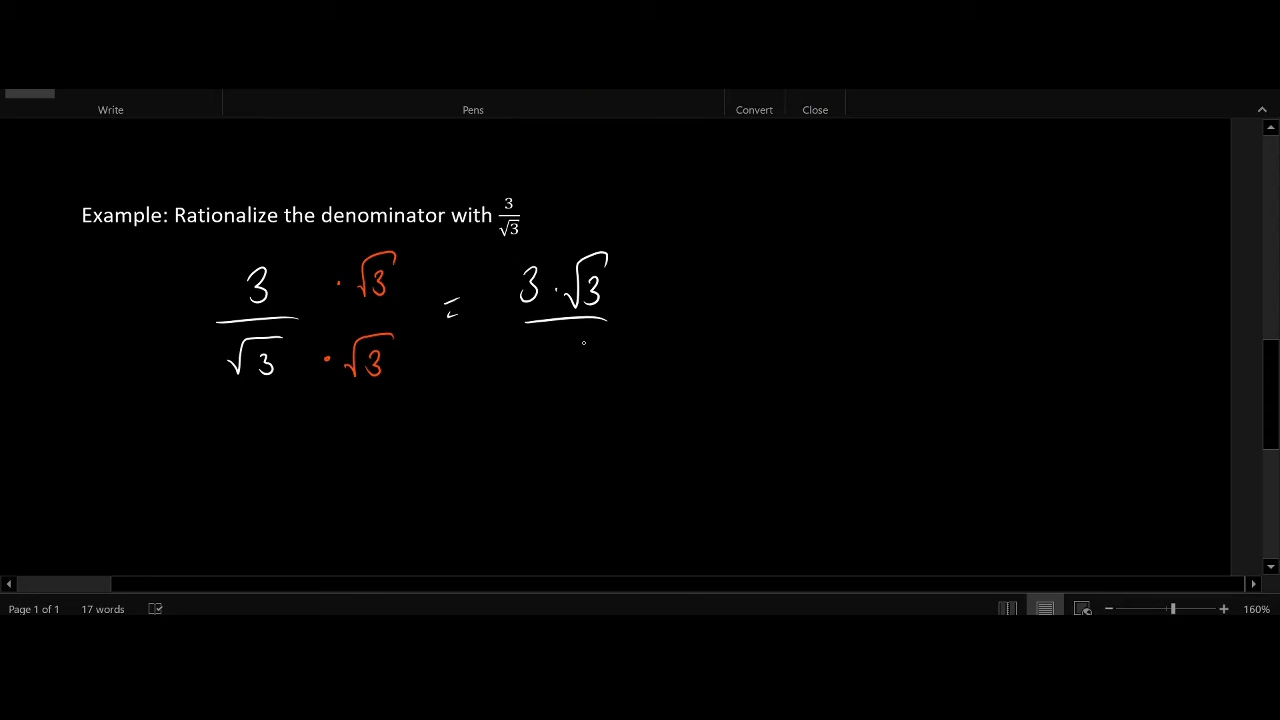 Write Pens Convert Close
Example: Rationalize the denominator with 3/√3
3/√3 · √3 / · √3 = 3 · √3
Page 1 of 1 17 words 160%